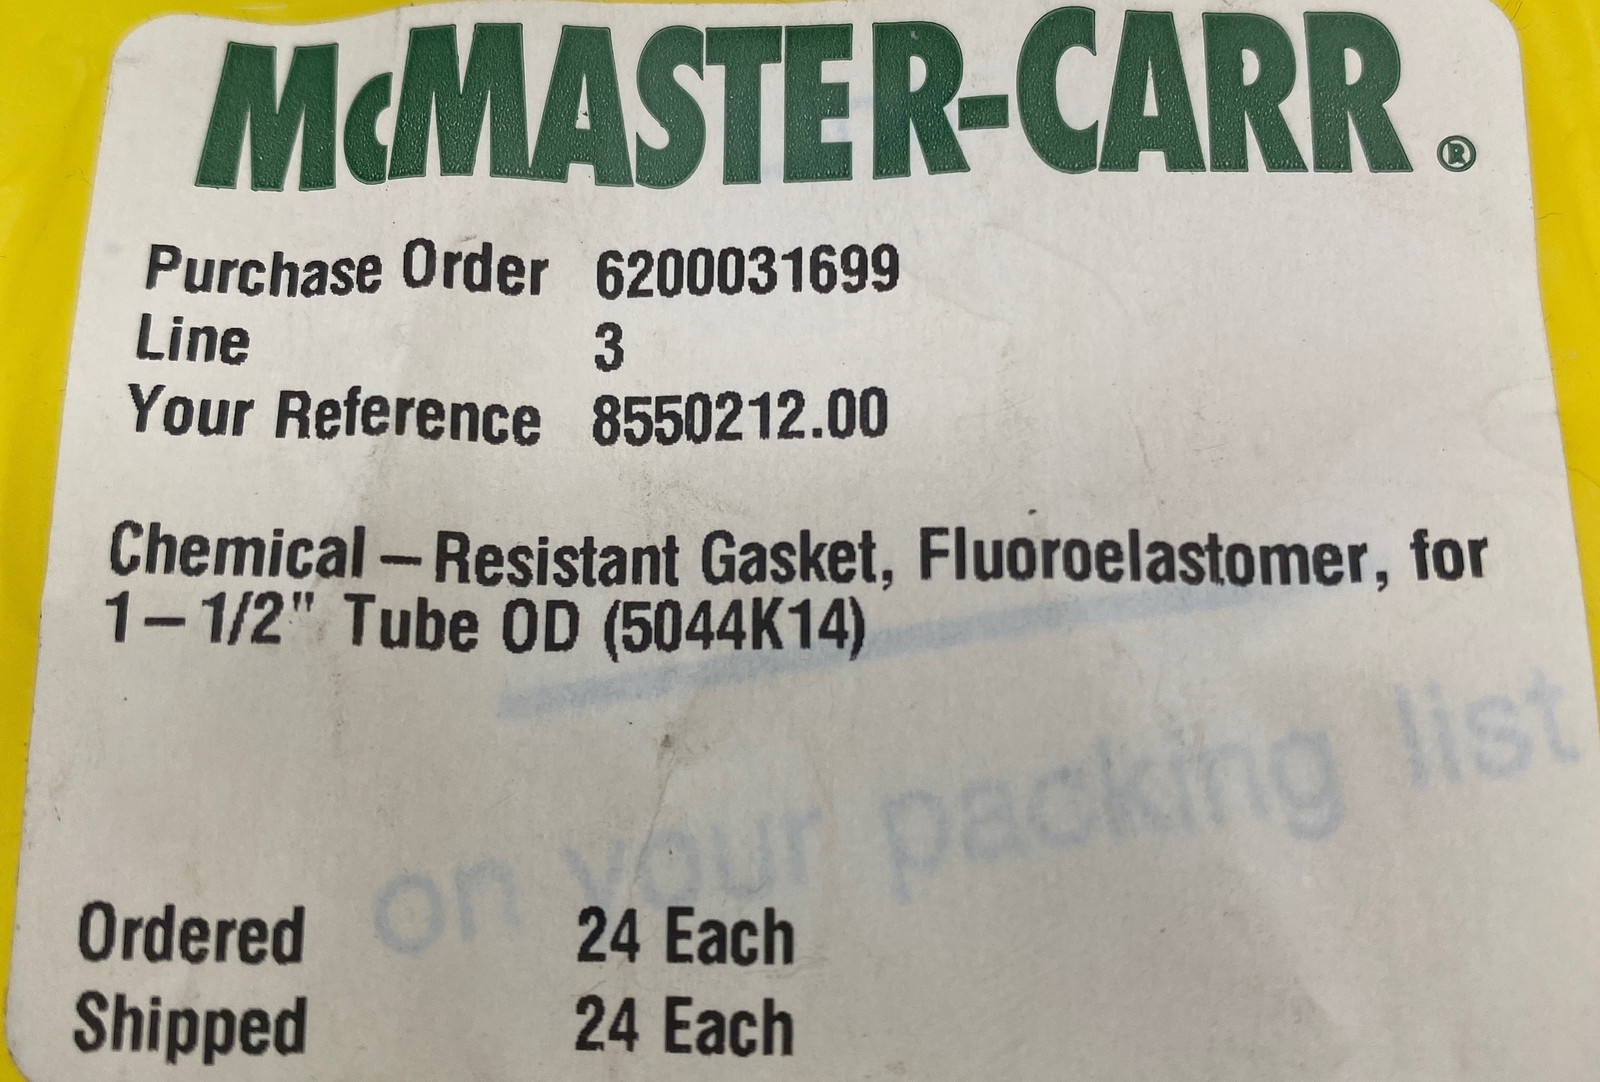 McMASTER-CARR®
Purchase Order 6200031699
Line 3
Your Reference 8550212.00
Chemical-Resistant Gasket, Fluoroelastomer, for
1-1/2" Tube OD (5044K14)
on your packing list
Ordered 24 Each
Shipped 24 Each